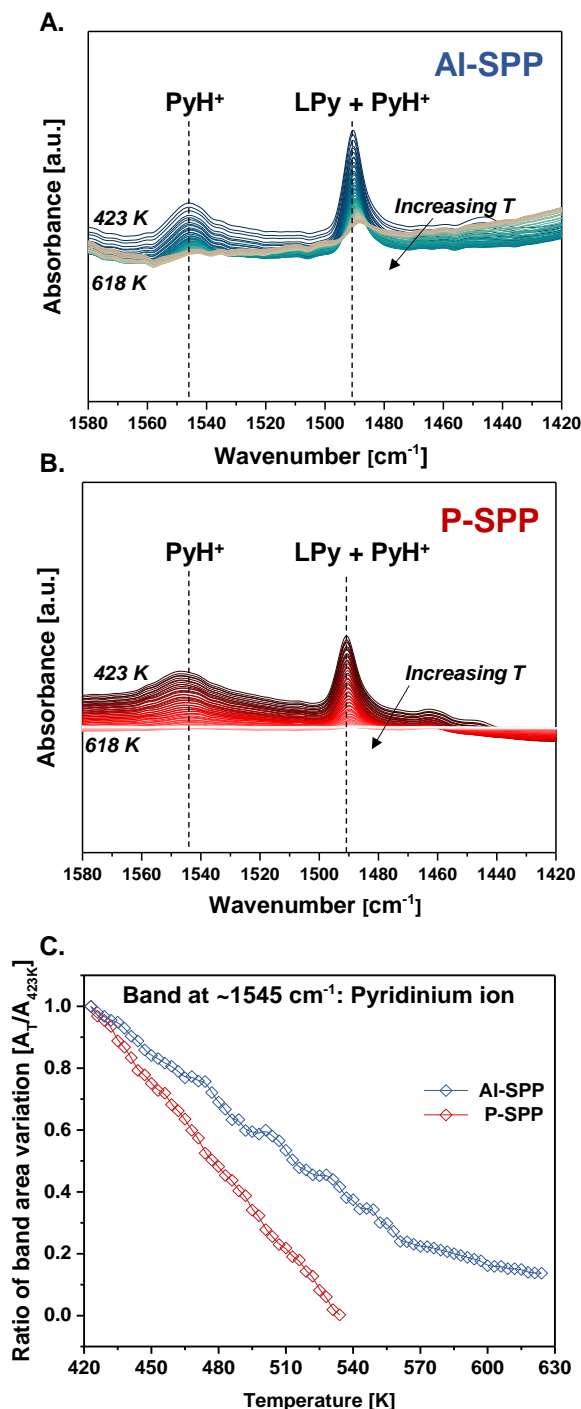 A.
Al-SPP
PyH⁺
LPy + PyH⁺
423 K
Increasing T
618 K
Absorbance [a.u.]
1580 1560 1540 1520 1500 1480 1460 1440 1420
Wavenumber [cm⁻¹]
B.
P-SPP
PyH⁺
LPy + PyH⁺
423 K
Increasing T
618 K
Absorbance [a.u.]
1580 1560 1540 1520 1500 1480 1460 1440 1420
Wavenumber [cm⁻¹]
C.
Band at ~1545 cm⁻¹: Pyridinium ion
Al-SPP
P-SPP
Ratio of band area variation [A_T/A_423K]
1.0
0.8
0.6
0.4
0.2
0.0
420 450 480 510 540 570 600 630
Temperature [K]